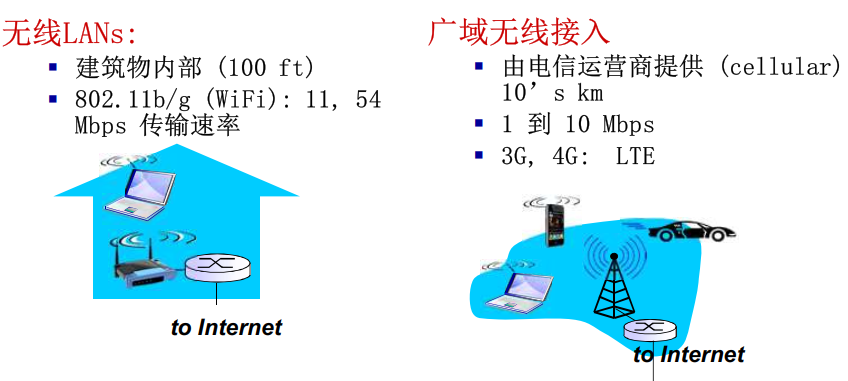 无线LANs:
▪ 建筑物内部 (100 ft)
▪ 802.11b/g (WiFi): 11, 54
Mbps 传输速率
to Internet
广域无线接入
▪ 由电信运营商提供 (cellular)
10’s km
▪ 1 到 10 Mbps
▪ 3G, 4G: LTE
to Internet